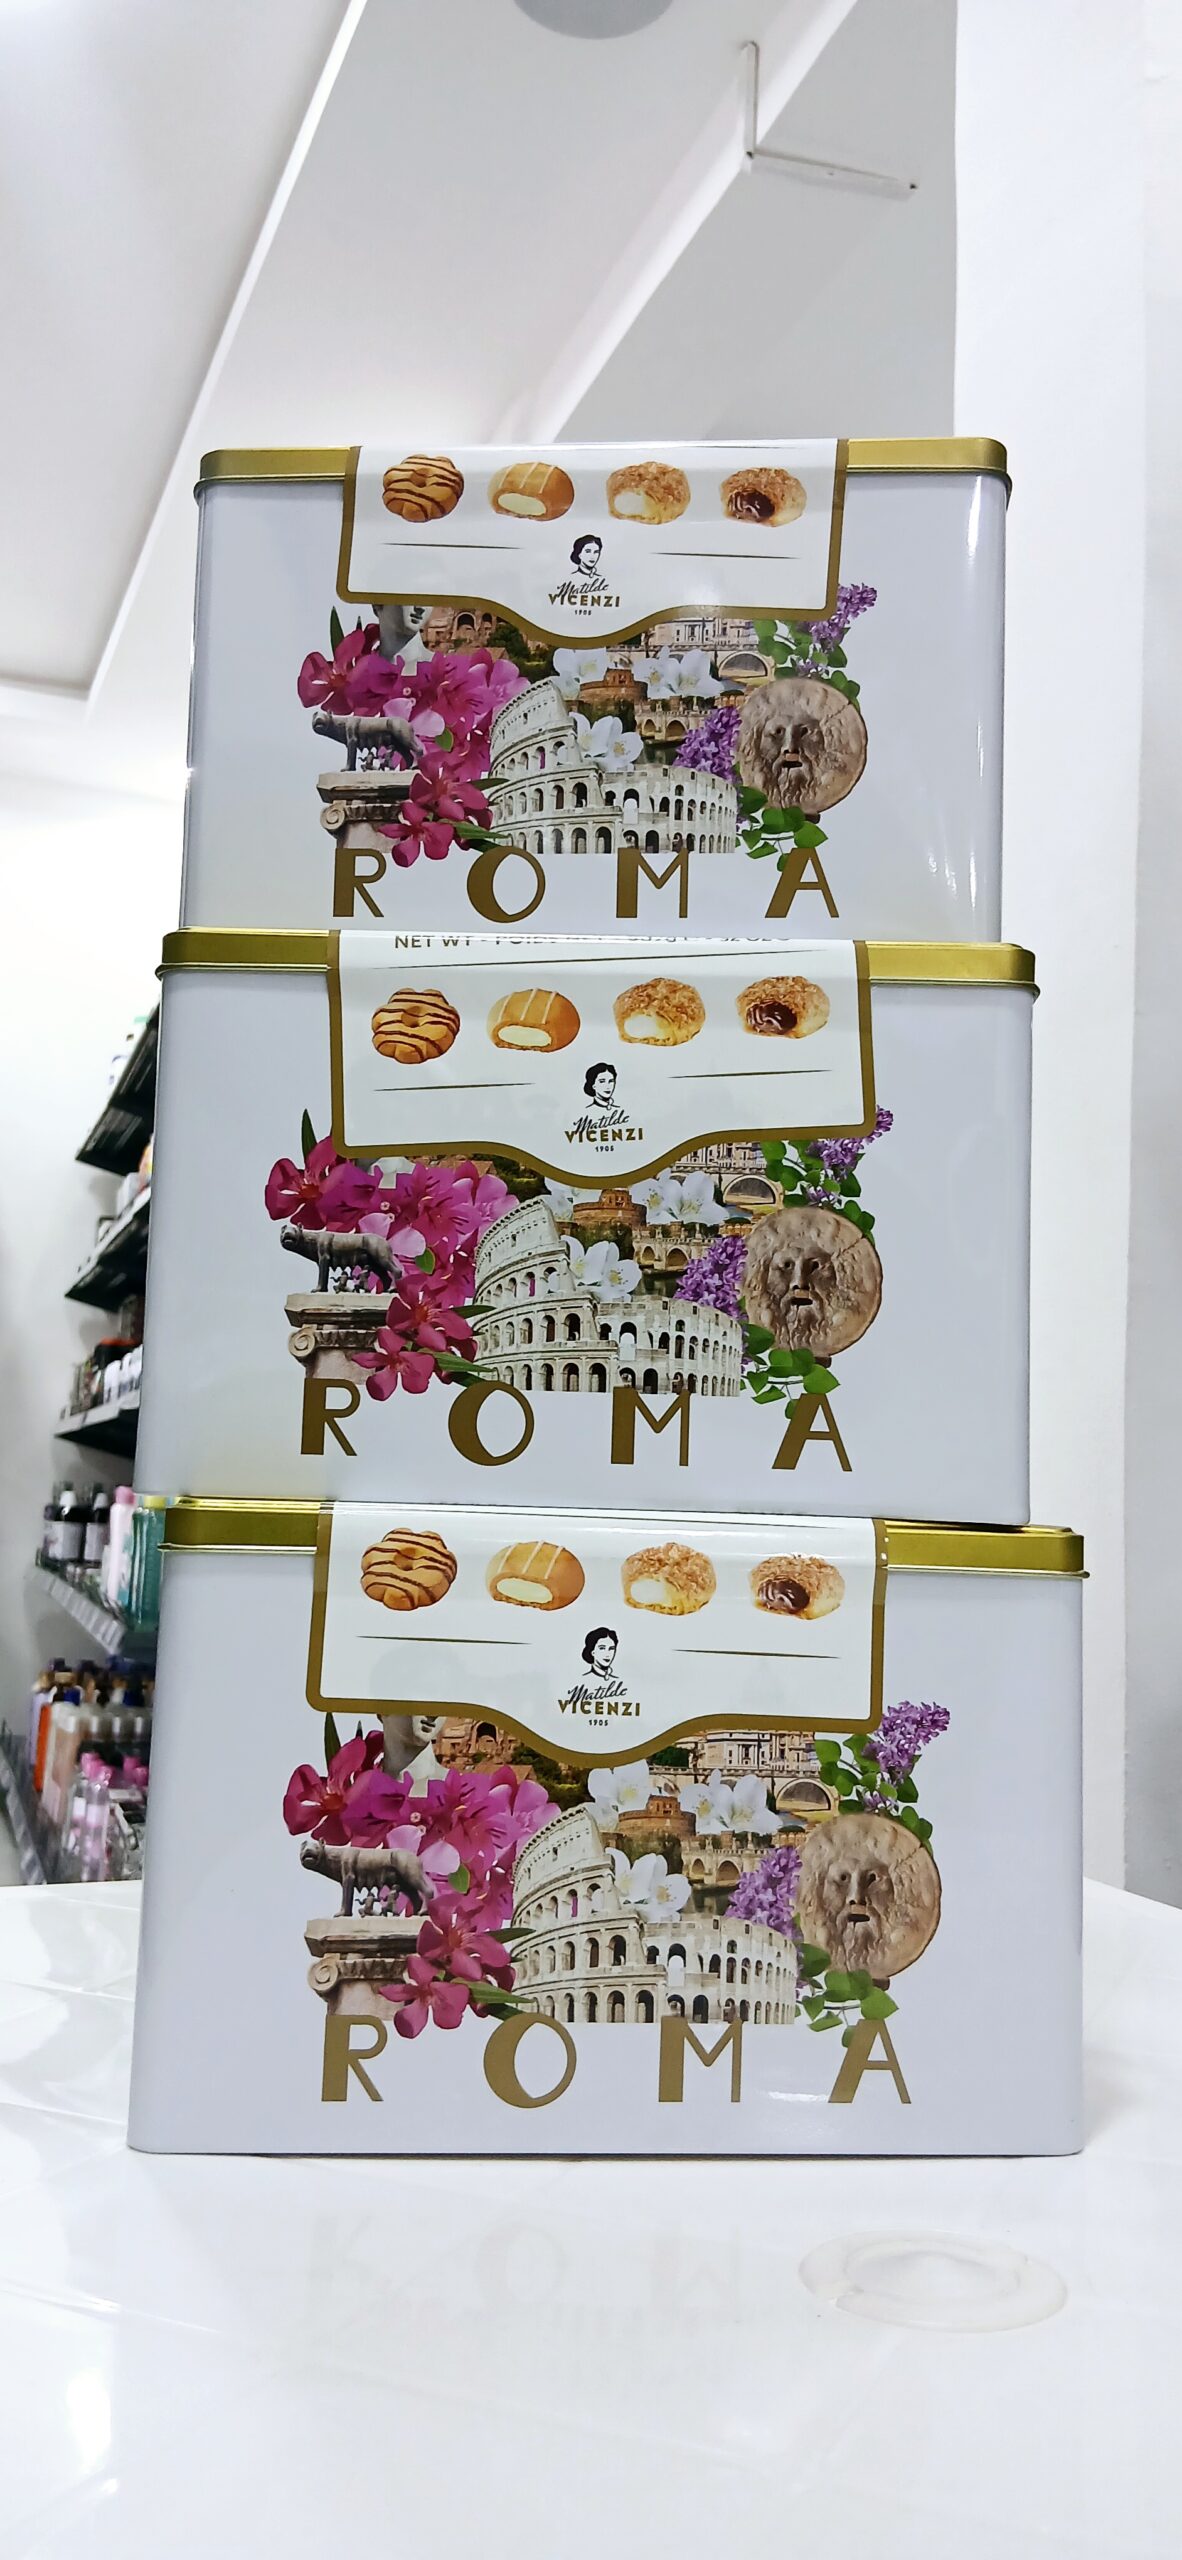 Matilde
VICENZI
1905
ROMA
NET WT -
Matilde
VICENZI
1905
ROMA
Matilde
VICENZI
1905
ROMA